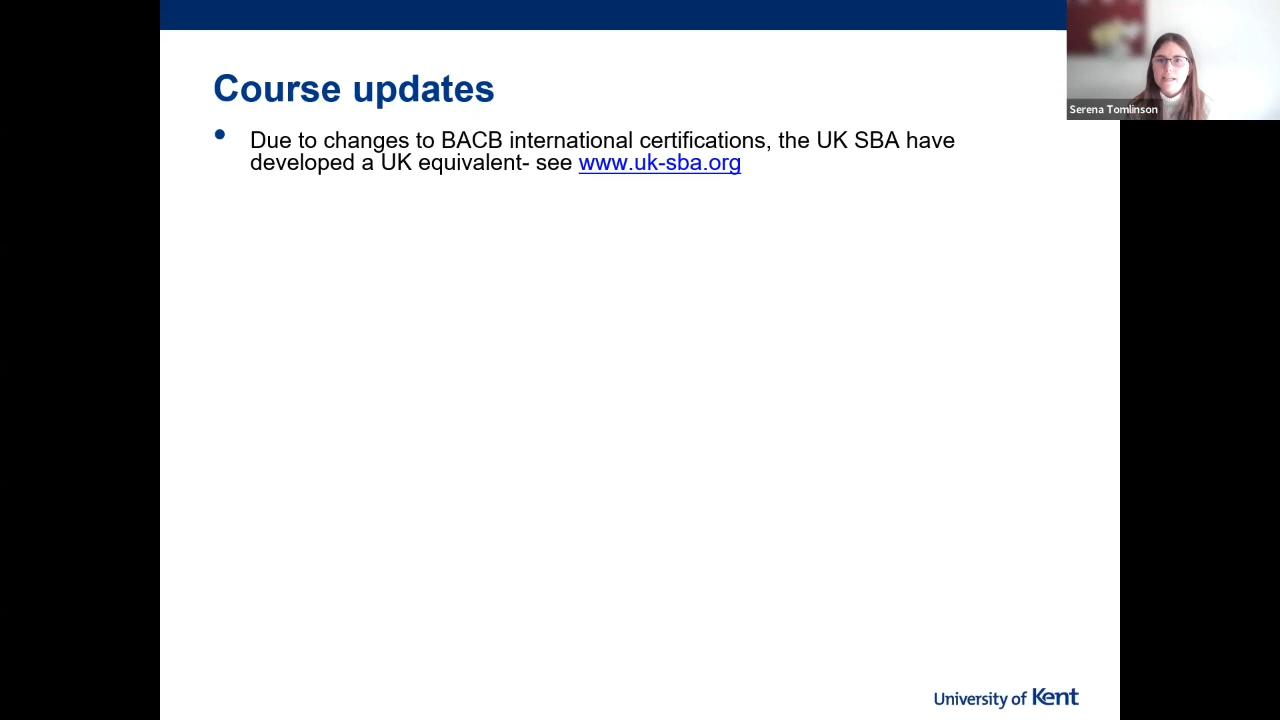 Course updates
• Due to changes to BACB international certifications, the UK SBA have
developed a UK equivalent- see www.uk-sba.org
Serena Tomlinson
University of Kent